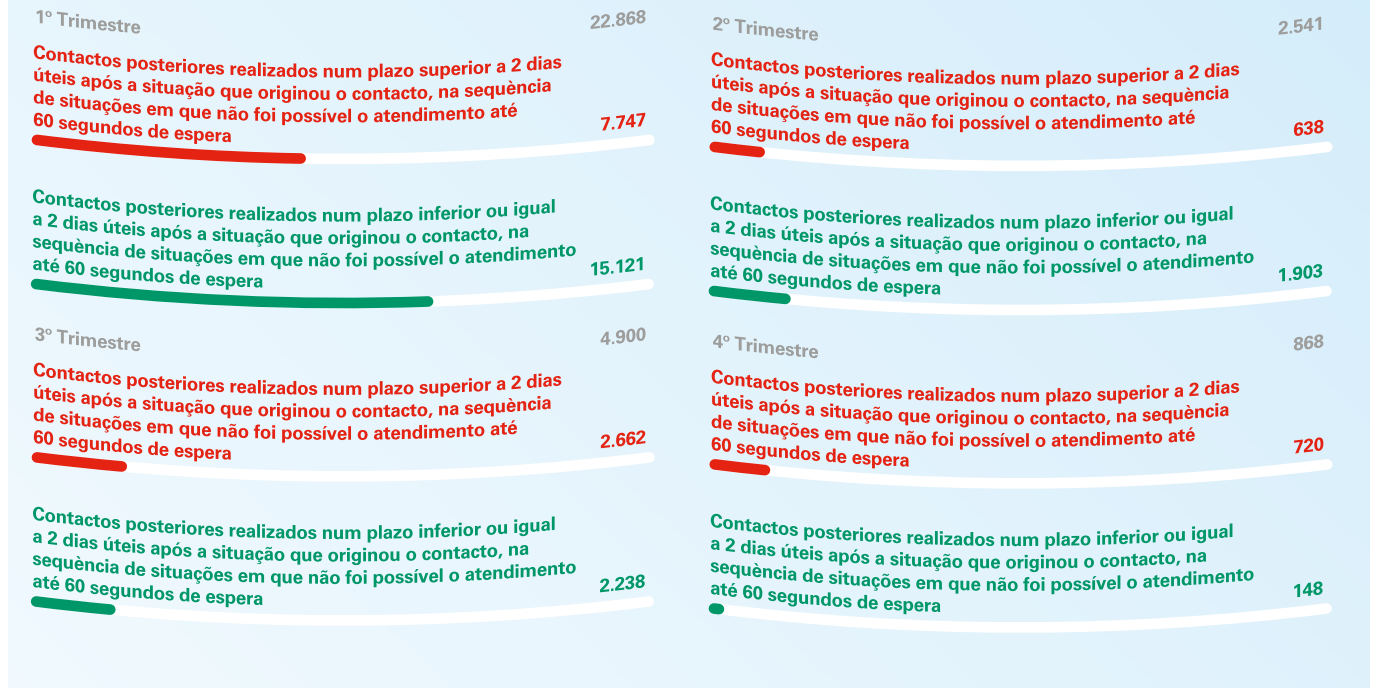 1º Trimestre 22.868
Contactos posteriores realizados num plazo superior a 2 dias
úteis após a situação que originou o contacto, na sequència
de situações em que não foi possível o atendimento até
60 segundos de espera 7.747
Contactos posteriores realizados num plazo inferior ou igual
a 2 dias úteis após a situação que originou o contacto, na
sequència de situações em que não foi possível o atendimento
até 60 segundos de espera 15.121
2º Trimestre 2.541
Contactos posteriores realizados num plazo superior a 2 dias
úteis após a situação que originou o contacto, na sequència
de situações em que não foi possível o atendimento até
60 segundos de espera 638
Contactos posteriores realizados num plazo inferior ou igual
a 2 dias úteis após a situação que originou o contacto, na
sequència de situações em que não foi possível o atendimento
até 60 segundos de espera 1.903
3º Trimestre 4.900
Contactos posteriores realizados num plazo superior a 2 dias
úteis após a situação que originou o contacto, na sequència
de situações em que não foi possível o atendimento até
60 segundos de espera 2.662
Contactos posteriores realizados num plazo inferior ou igual
a 2 dias úteis após a situação que originou o contacto, na
sequència de situações em que não foi possível o atendimento
até 60 segundos de espera 2.238
4º Trimestre 868
Contactos posteriores realizados num plazo superior a 2 dias
úteis após a situação que originou o contacto, na sequència
de situações em que não foi possível o atendimento até
60 segundos de espera 720
Contactos posteriores realizados num plazo inferior ou igual
a 2 dias úteis após a situação que originou o contacto, na
sequència de situações em que não foi possível o atendimento
até 60 segundos de espera 148